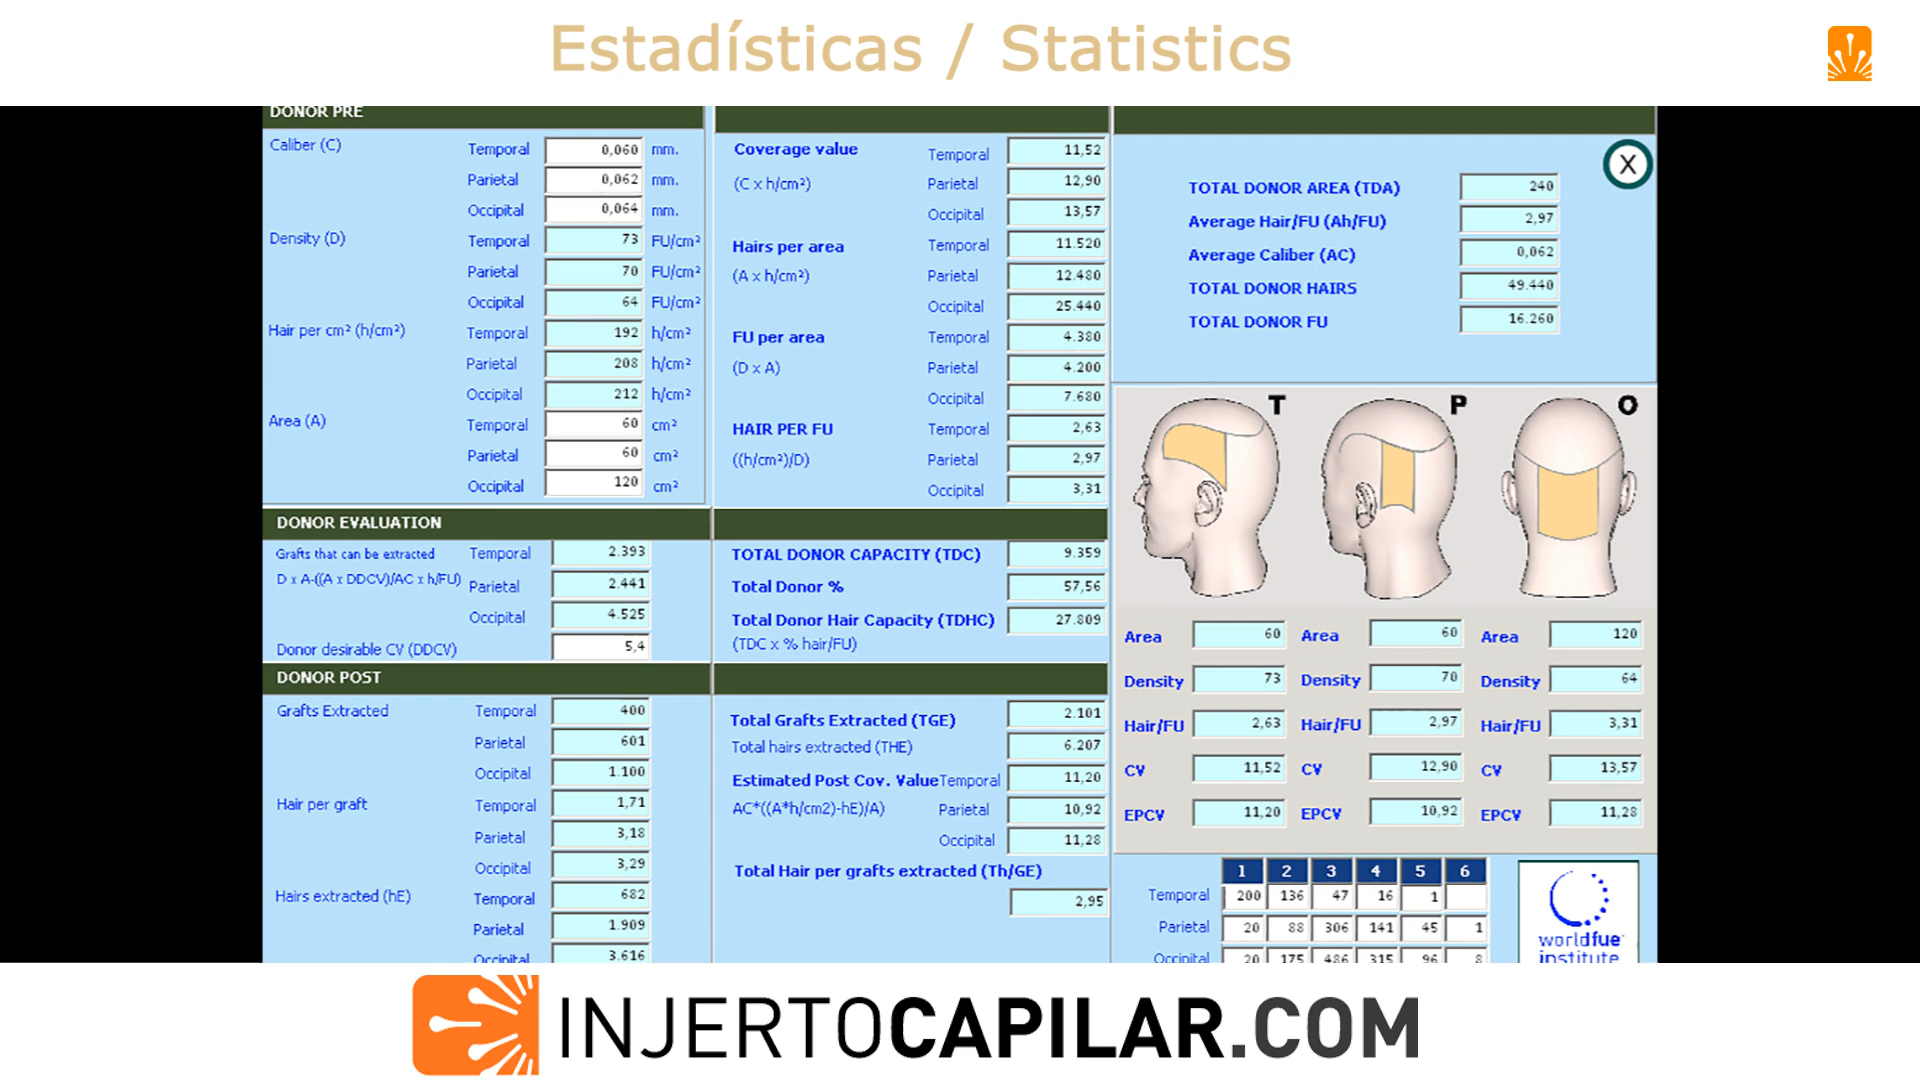 Estadísticas / Statistics
DONOR PRE
Caliber (C) Temporal 0,060 mm.
Parietal 0,062 mm.
Occipital 0,064 mm.
Density (D) Temporal 73 FU/cm²
Parietal 70 FU/cm²
Occipital 64 FU/cm²
Hair per cm² (h/cm²) Temporal 192 h/cm²
Parietal 208 h/cm²
Occipital 212 h/cm²
Area (A) Temporal 60 cm²
Parietal 60 cm²
Occipital 120 cm²
Coverage value Temporal 11,52
(C x h/cm²) Parietal 12,90
Occipital 13,57
Hairs per area Temporal 11.520
(A x h/cm²) Parietal 12.480
Occipital 25.440
FU per area Temporal 4.380
(D x A) Parietal 4.200
Occipital 7.680
HAIR PER FU Temporal 2,63
((h/cm²)/D) Parietal 2,97
Occipital 3,31
X
TOTAL DONOR AREA (TDA) 240
Average Hair/FU (Ah/FU) 2,97
Average Caliber (AC) 0,062
TOTAL DONOR HAIRS 49.440
TOTAL DONOR FU 16.260
DONOR EVALUATION
Grafts that can be extracted Temporal 2.393
D x A-((A x DDCV)/AC x h/FU) Parietal 2.441
Occipital 4.525
Donor desirable CV (DDCV) 5,4
TOTAL DONOR CAPACITY (TDC) 9.359
Total Donor % 57,56
Total Donor Hair Capacity (TDHC) 27.809
(TDC x % hair/FU)
DONOR POST
Grafts Extracted Temporal 400
Parietal 601
Occipital 1.100
Hair per graft Temporal 1,71
Parietal 3,18
Occipital 3,29
Hairs extracted (hE) Temporal 682
Parietal 1.909
Occipital 3.616
Total Grafts Extracted (TGE) 2.101
Total hairs extracted (THE) 6.207
Estimated Post Cov. Value Temporal 11,20
AC*((A*h/cm2)-hE)/A) Parietal 10,92
Occipital 11,28
Total Hair per grafts extracted (Th/GE)
2,95
T P O
Area 60 Area 60 Area 120
Density 73 Density 70 Density 64
Hair/FU 2,63 Hair/FU 2,97 Hair/FU 3,31
CV 11,52 CV 12,90 CV 13,57
EPCV 11,20 EPCV 10,92 EPCV 11,28
1 2 3 4 5 6
Temporal 200 136 47 16 1
Parietal 20 88 306 141 45 1
Occipital 20 175 486 315 96 8
worldfue
institute
INJERTOCAPILAR.COM